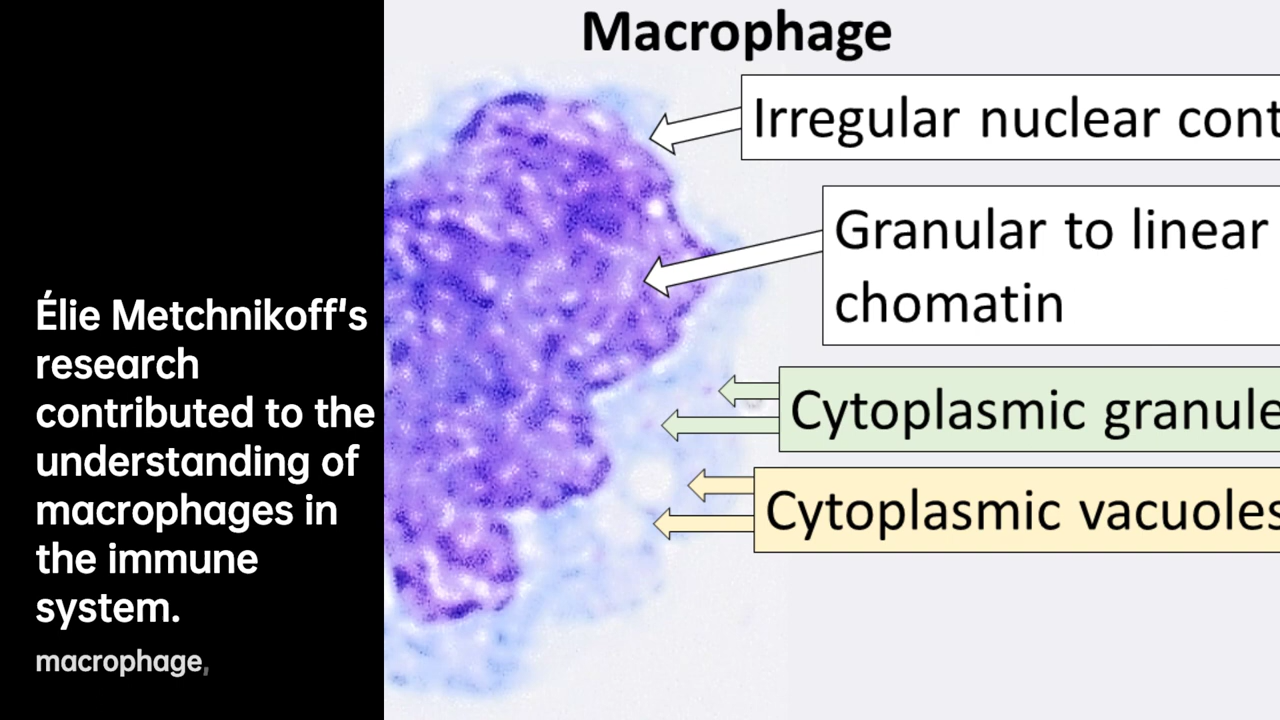 Élie Metchnikoff's
research
contributed to the
understanding of
macrophages in
the immune
system.
macrophage,
Macrophage
Irregular nuclear cont
Granular to linear
chomatin
Cytoplasmic granule
Cytoplasmic vacuoles